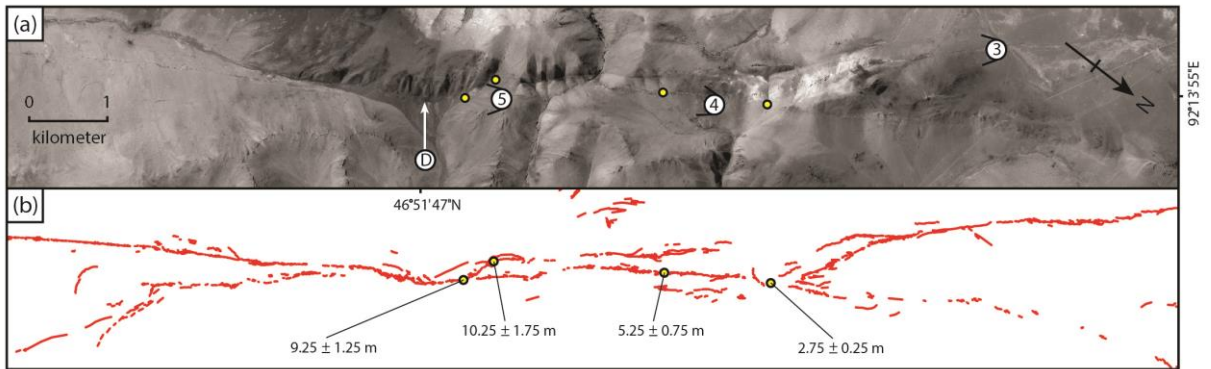 (a)
3
5
4
0 1
kilometer
D
N
92°13'55"E
46°51'47"N
(b)
9.25 ± 1.25 m
10.25 ± 1.75 m
5.25 ± 0.75 m
2.75 ± 0.25 m